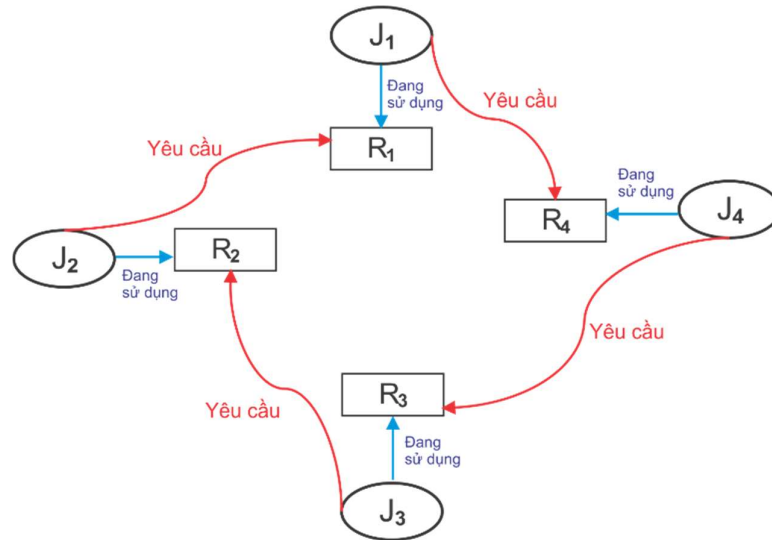 J₁
Đang
sử dụng
Yêu cầu
Yêu cầu
R₁
Đang
sử dụng
R₄
J₄
J₂
R₂
Đang
sử dụng
Yêu cầu
R₃
Yêu cầu
Đang
sử dụng
J₃